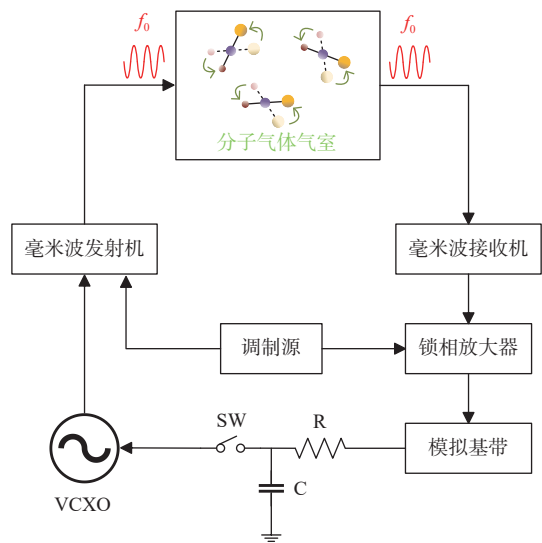 f₀
f₀
分子气体气室
毫米波发射机
毫米波接收机
调制源
锁相放大器
SW
R
模拟基带
C
VCXO